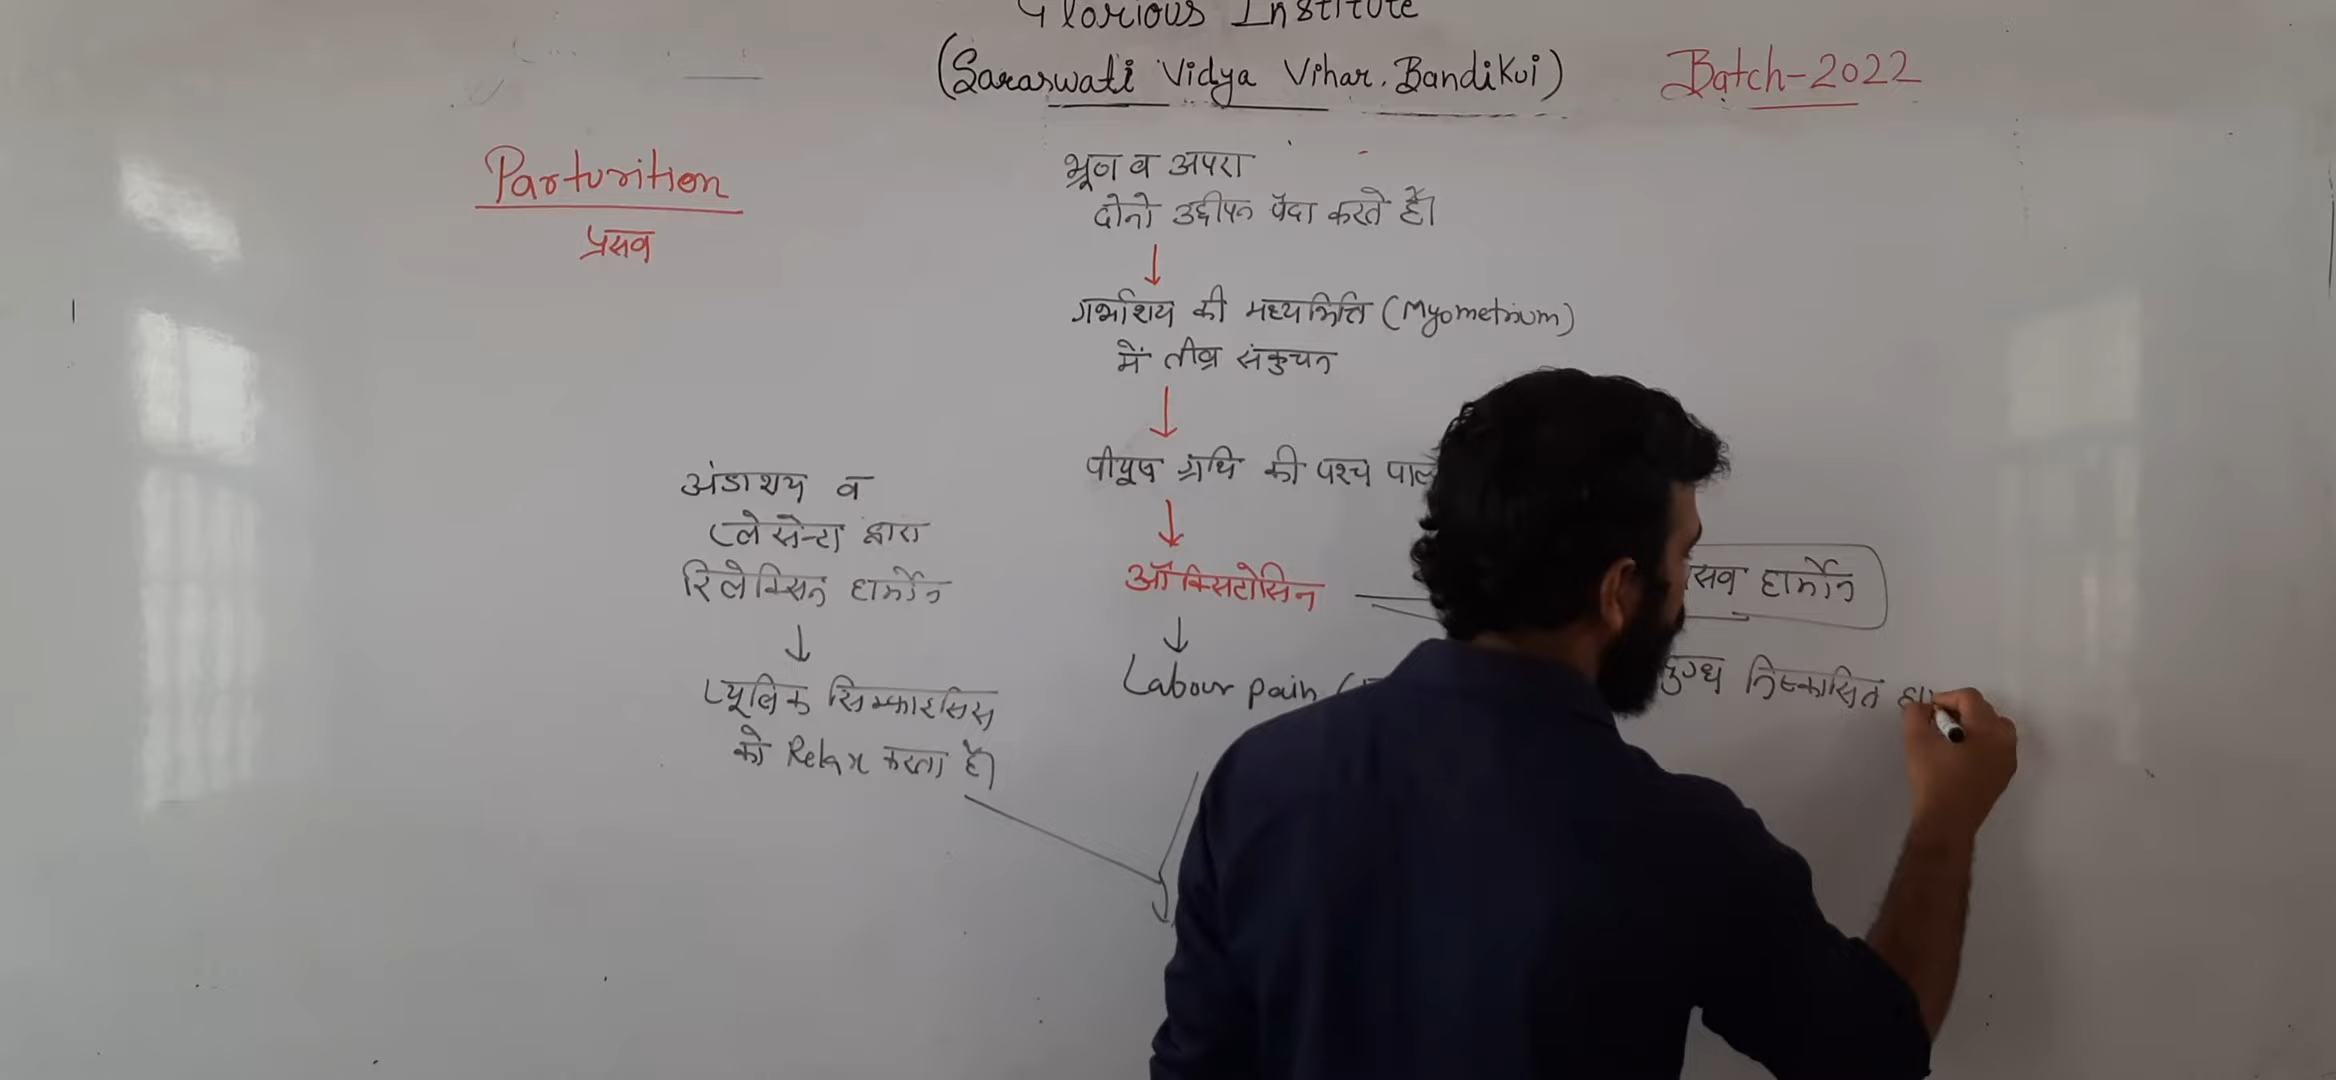 Glorious Institute
(Saraswati Vidya Vihar, Bandikui)
Batch-2022
Parturition
प्रसव
भ्रूण व अपरा
दोनो उद्दीपन पैदा करते हैं।
गर्भाशय की मध्यभित्ति (Myometrium)
में तीव्र संकुचन
पीयूष ग्रंथि की पश्च
ऑक्सिटोसिन
Labour pain
अंडाशय व
प्लेसेन्टा द्वारा
रिलेक्सिन हार्मोन
प्यूबिक सिम्फाइसिस
को Relax करता है।
हार्मोन
दुग्ध निष्कासित